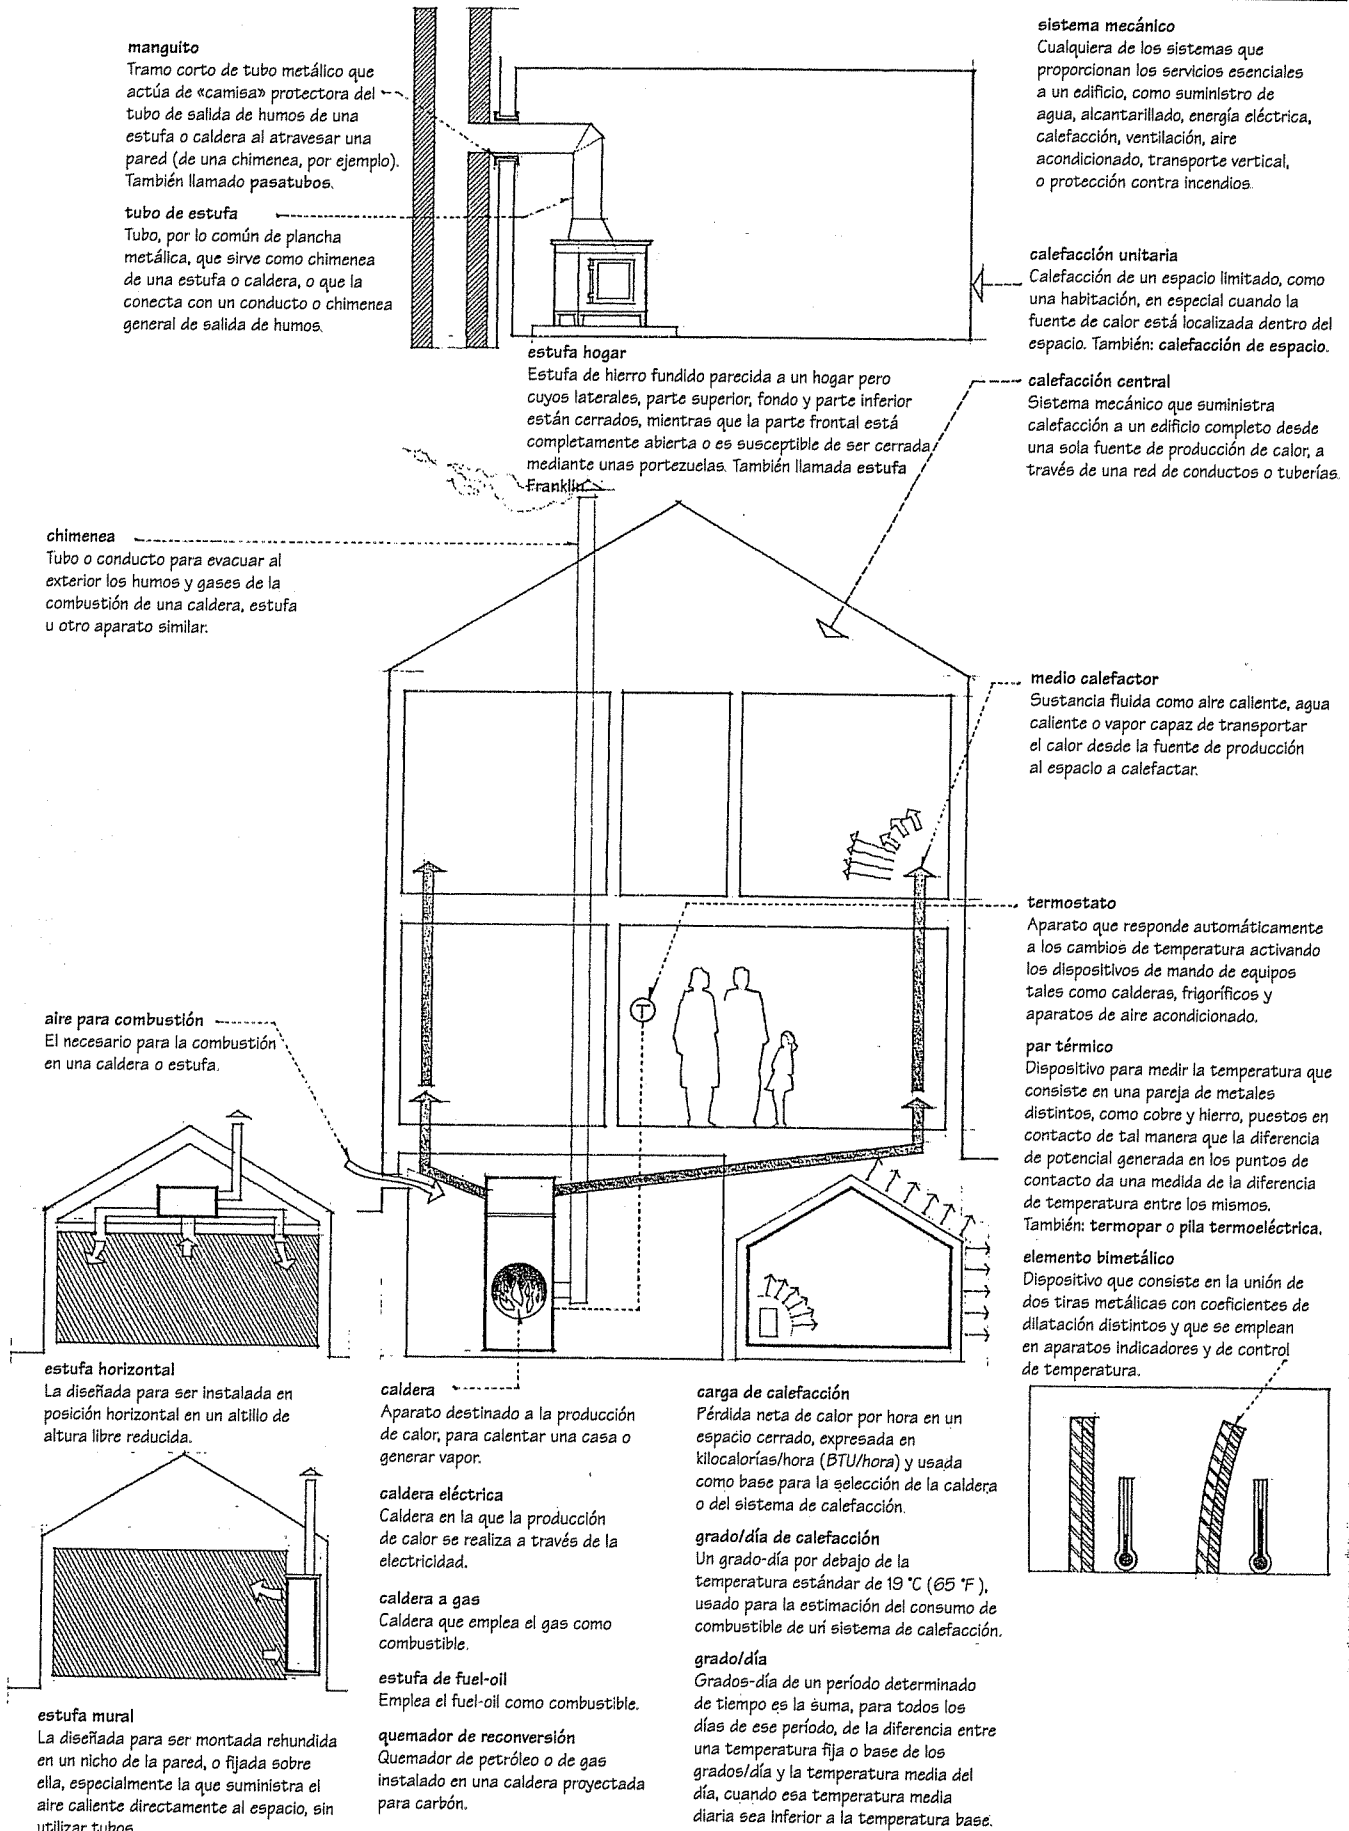 manguito
Tramo corto de tubo metálico que
actúa de «camisa» protectora del
tubo de salida de humos de una
estufa o caldera al atravesar una
pared (de una chimenea, por ejemplo).
También llamado pasatubos.
tubo de estufa
Tubo, por lo común de plancha
metálica, que sirve como chimenea
de una estufa o caldera, o que la
conecta con un conducto o chimenea
general de salida de humos.
sistema mecánico
Cualquiera de los sistemas que
proporcionan los servicios esenciales
a un edificio, como suministro de
agua, alcantarillado, energía eléctrica,
calefacción, ventilación, aire
acondicionado, transporte vertical,
o protección contra incendios.
calefacción unitaria
Calefacción de un espacio limitado, como
una habitación, en especial cuando la
fuente de calor está localizada dentro del
espacio. También: calefacción de espacio.
estufa hogar
Estufa de hierro fundido parecida a un hogar pero
cuyos laterales, parte superior, fondo y parte inferior
están cerrados, mientras que la parte frontal está
completamente abierta o es susceptible de ser cerrada
mediante unas portezuelas. También llamada estufa
Franklin.
calefacción central
Sistema mecánico que suministra
calefacción a un edificio completo desde
una sola fuente de producción de calor, a
través de una red de conductos o tuberías.
chimenea
Tubo o conducto para evacuar al
exterior los humos y gases de la
combustión de una caldera, estufa
u otro aparato similar.
medio calefactor
Sustancia fluida como aire caliente, agua
caliente o vapor capaz de transportar
el calor desde la fuente de producción
al espacio a calefactar.
termostato
Aparato que responde automáticamente
a los cambios de temperatura activando
los dispositivos de mando de equipos
tales como calderas, frigoríficos y
aparatos de aire acondicionado.
T
aire para combustión
El necesario para la combustión
en una caldera o estufa.
par térmico
Dispositivo para medir la temperatura que
consiste en una pareja de metales
distintos, como cobre y hierro, puestos en
contacto de tal manera que la diferencia
de potencial generada en los puntos de
contacto da una medida de la diferencia
de temperatura entre los mismos.
También: termopar o pila termoeléctrica.
elemento bimetálico
Dispositivo que consiste en la unión de
dos tiras metálicas con coeficientes de
dilatación distintos y que se emplean
en aparatos indicadores y de control
de temperatura.
estufa horizontal
La diseñada para ser instalada en
posición horizontal en un altillo de
altura libre reducida.
estufa mural
La diseñada para ser montada rehundida
en un nicho de la pared, o fijada sobre
ella, especialmente la que suministra el
aire caliente directamente al espacio, sin
utilizar tubos.
caldera
Aparato destinado a la producción
de calor, para calentar una casa o
generar vapor.
caldera eléctrica
Caldera en la que la producción
de calor se realiza a través de la
electricidad.
caldera a gas
Caldera que emplea el gas como
combustible.
estufa de fuel-oil
Emplea el fuel-oil como combustible.
quemador de reconversión
Quemador de petróleo o de gas
instalado en una caldera proyectada
para carbón.
carga de calefacción
Pérdida neta de calor por hora en un
espacio cerrado, expresada en
kilocalorías/hora (BTU/hora) y usada
como base para la selección de la caldera
o del sistema de calefacción.
grado/día de calefacción
Un grado-día por debajo de la
temperatura estándar de 19 °C (65 °F),
usado para la estimación del consumo de
combustible de un sistema de calefacción.
grado/día
Grados-día de un período determinado
de tiempo es la suma, para todos los
días de ese período, de la diferencia entre
una temperatura fija o base de los
grados/día y la temperatura media del
día, cuando esa temperatura media
diaria sea inferior a la temperatura base.